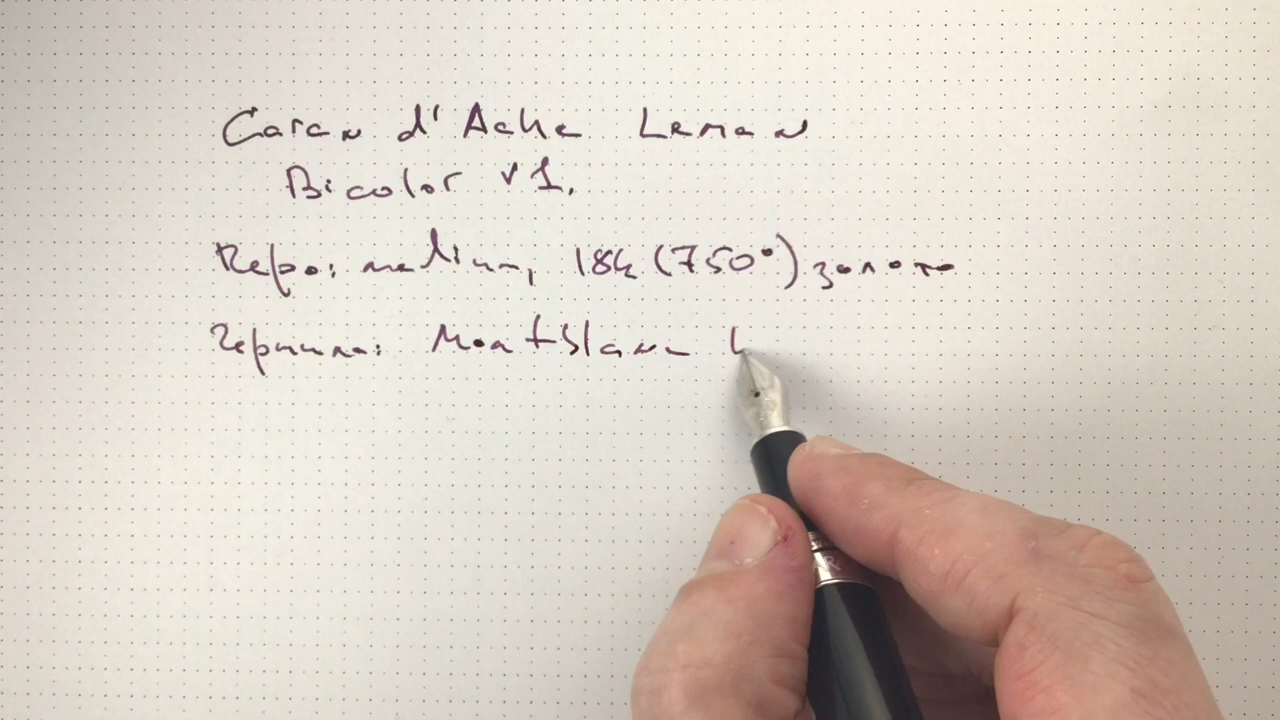 Caran d'Ache Leman
Bicolor v1.
Перо: medium, 18k (750°) золото
Чернила: Montblanc